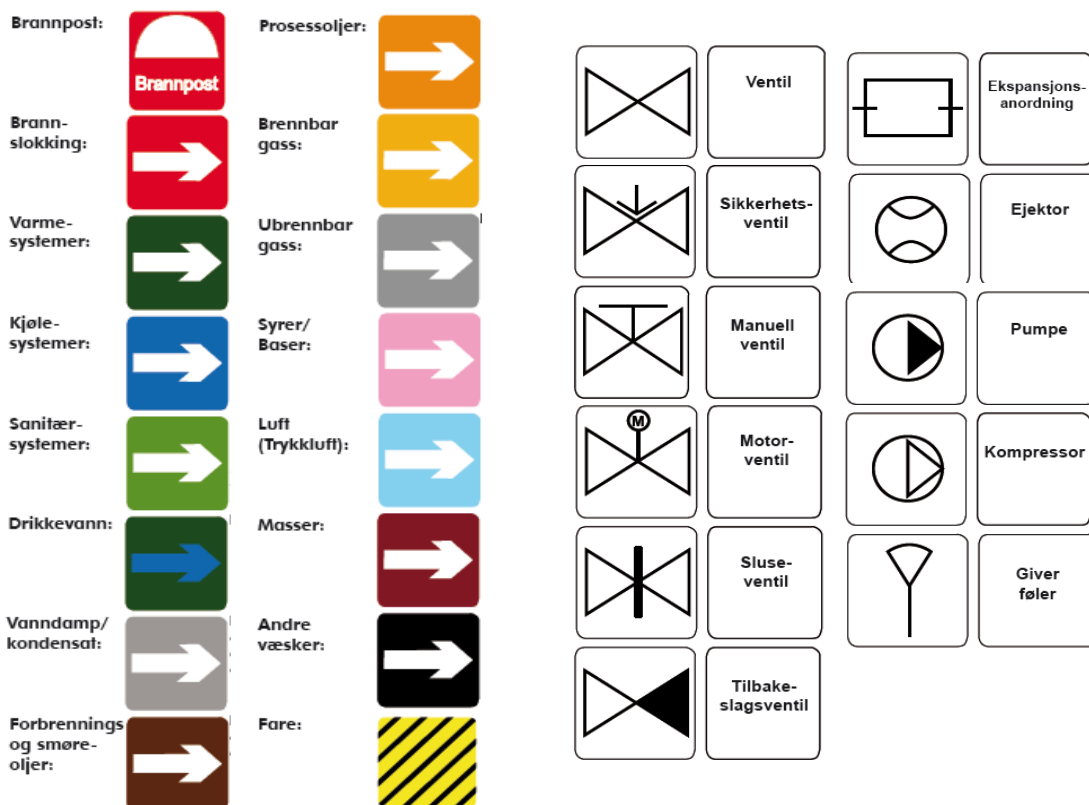 Brannpost:
Brannpost
Brann-
slokking:
Varme-
systemer:
Kjøle-
systemer:
Sanitær-
systemer:
Drikkevann:
Vanndamp/
kondensat:
Forbrennings
og smøre-
oljer:
Prosessoljer:
Brennbar
gass:
Ubrennbar
gass:
Syrer/
Baser:
Luft
(Trykkluft):
Masser:
Andre
væsker:
Fare:
Ventil
Sikkerhets-
ventil
Manuell
ventil
M
Motor-
ventil
Sluse-
ventil
Tilbake-
slagsventil
Ekspansjons-
anordning
Ejektor
Pumpe
Kompressor
Giver
føler